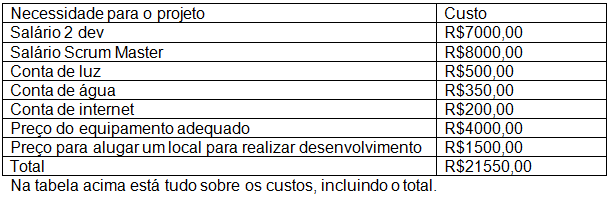 Necessidade para o projeto Custo
Salário 2 dev R$7000,00
Salário Scrum Master R$8000,00
Conta de luz R$500,00
Conta de água R$350,00
Conta de internet R$200,00
Preço do equipamento adequado R$4000,00
Preço para alugar um local para realizar desenvolvimento R$1500,00
Total R$21550,00
Na tabela acima está tudo sobre os custos, incluindo o total.